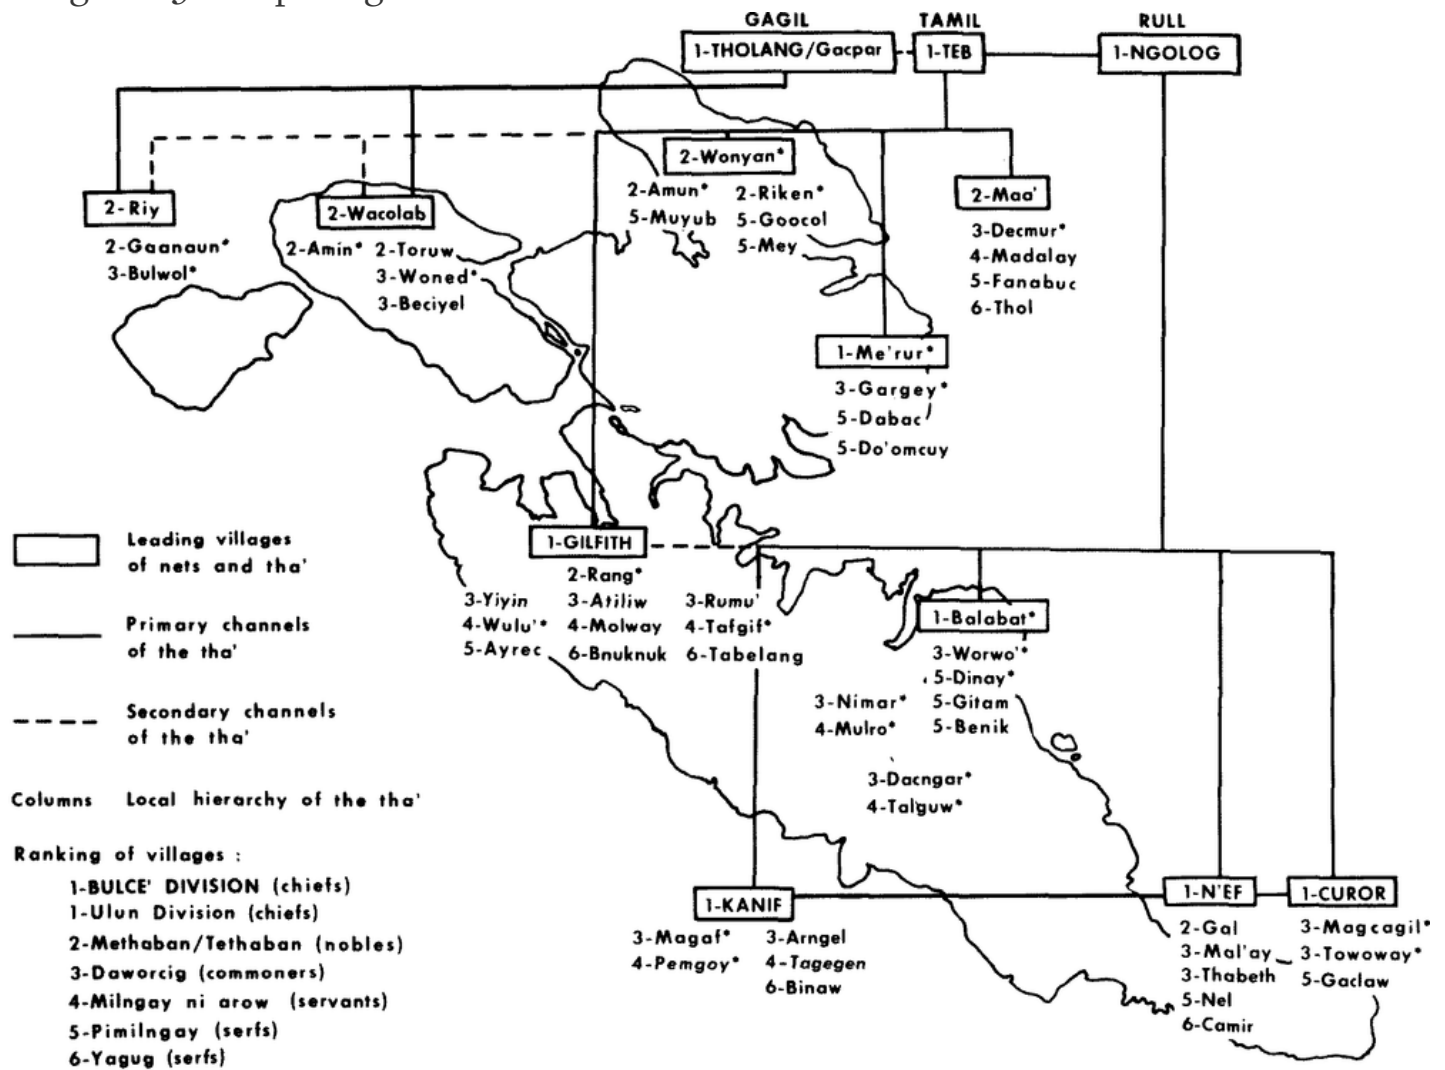 GAGIL
TAMIL
RULL
1-THOLANG/Gacpar
1-TEB
1-NGOLOG
2-Riy
2-Gaanaun*
3-Bulwol*
2-Wacolab
2-Amin*
2-Toruw
3-Woned*
3-Beciyel
2-Wonyan*
2-Amun*
5-Muyub
2-Riken*
5-Goocol
5-Mey
2-Maa'
3-Decmur*
4-Madalay
5-Fanabuc
6-Thol
1-Me'rur*
3-Gargey*
5-Dabac
5-Do'omcuy
1-GILFITH
2-Rang*
3-Yiyin
4-Wulu'*
5-Ayrec
3-Atiliw
4-Molway
6-Bnuknuk
3-Rumu'
4-Tafgif*
6-Tabelang
1-Balabat*
3-Worwo'*
5-Dinay*
5-Gitam
5-Benik
3-Nimar*
4-Mulro*
3-Dacngar*
4-Talguw*
1-KANIF
3-Magaf*
4-Pemgoy*
3-Arngel
4-Tagegen
6-Binaw
1-N'EF
2-Gal
3-Mal'ay
3-Thabeth
5-Nel
6-Camir
1-CUROR
3-Magcagil*
3-Towoway*
5-Gaclaw
Leading villages
of nets and tha'
Primary channels
of the tha'
Secondary channels
of the tha'
Columns Local hierarchy of the tha'
Ranking of villages :
1-BULCE' DIVISION (chiefs)
1-Ulun Division (chiefs)
2-Methaban/Tethaban (nobles)
3-Daworcig (commoners)
4-Milngay ni arow (servants)
5-Pimilngay (serfs)
6-Yagug (serfs)